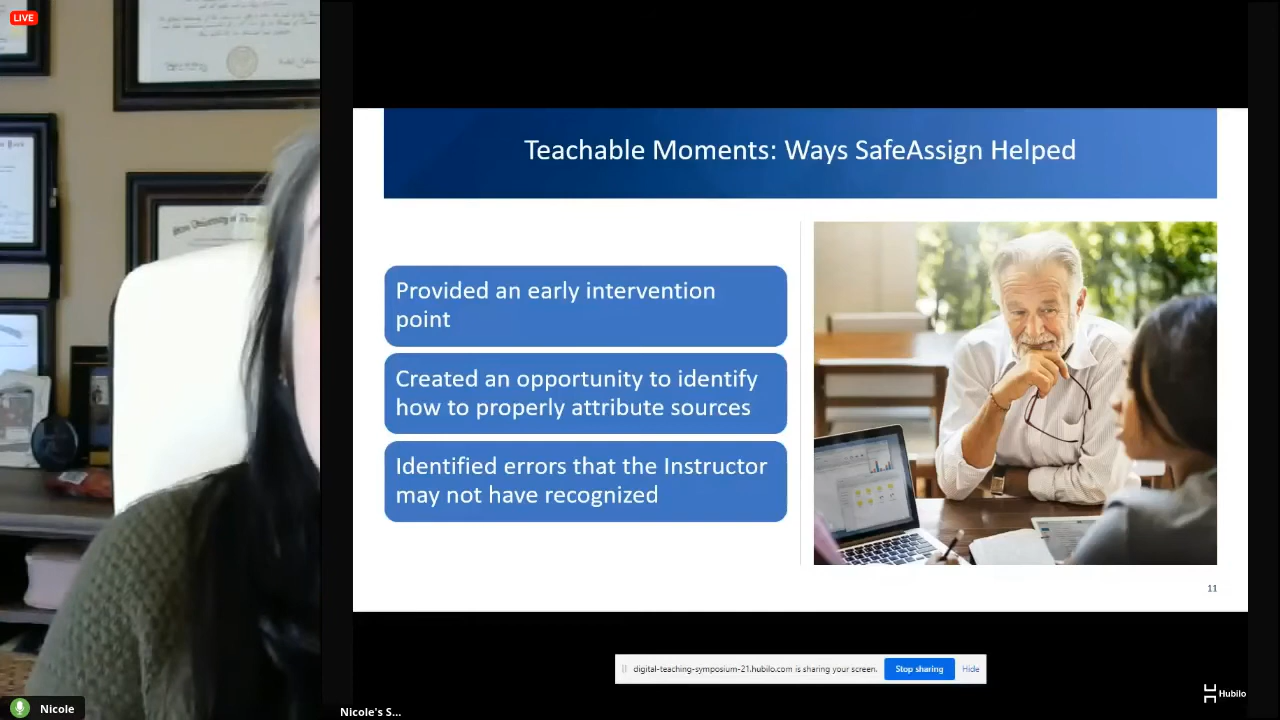 LIVE
Teachable Moments: Ways SafeAssign Helped
Provided an early intervention
point
Created an opportunity to identify
how to properly attribute sources
Identified errors that the Instructor
may not have recognized
11
digital-teaching-symposium-21.hubilo.com is sharing your screen.
Stop sharing
Hide
Nicole
Nicole's S...
Hubilo